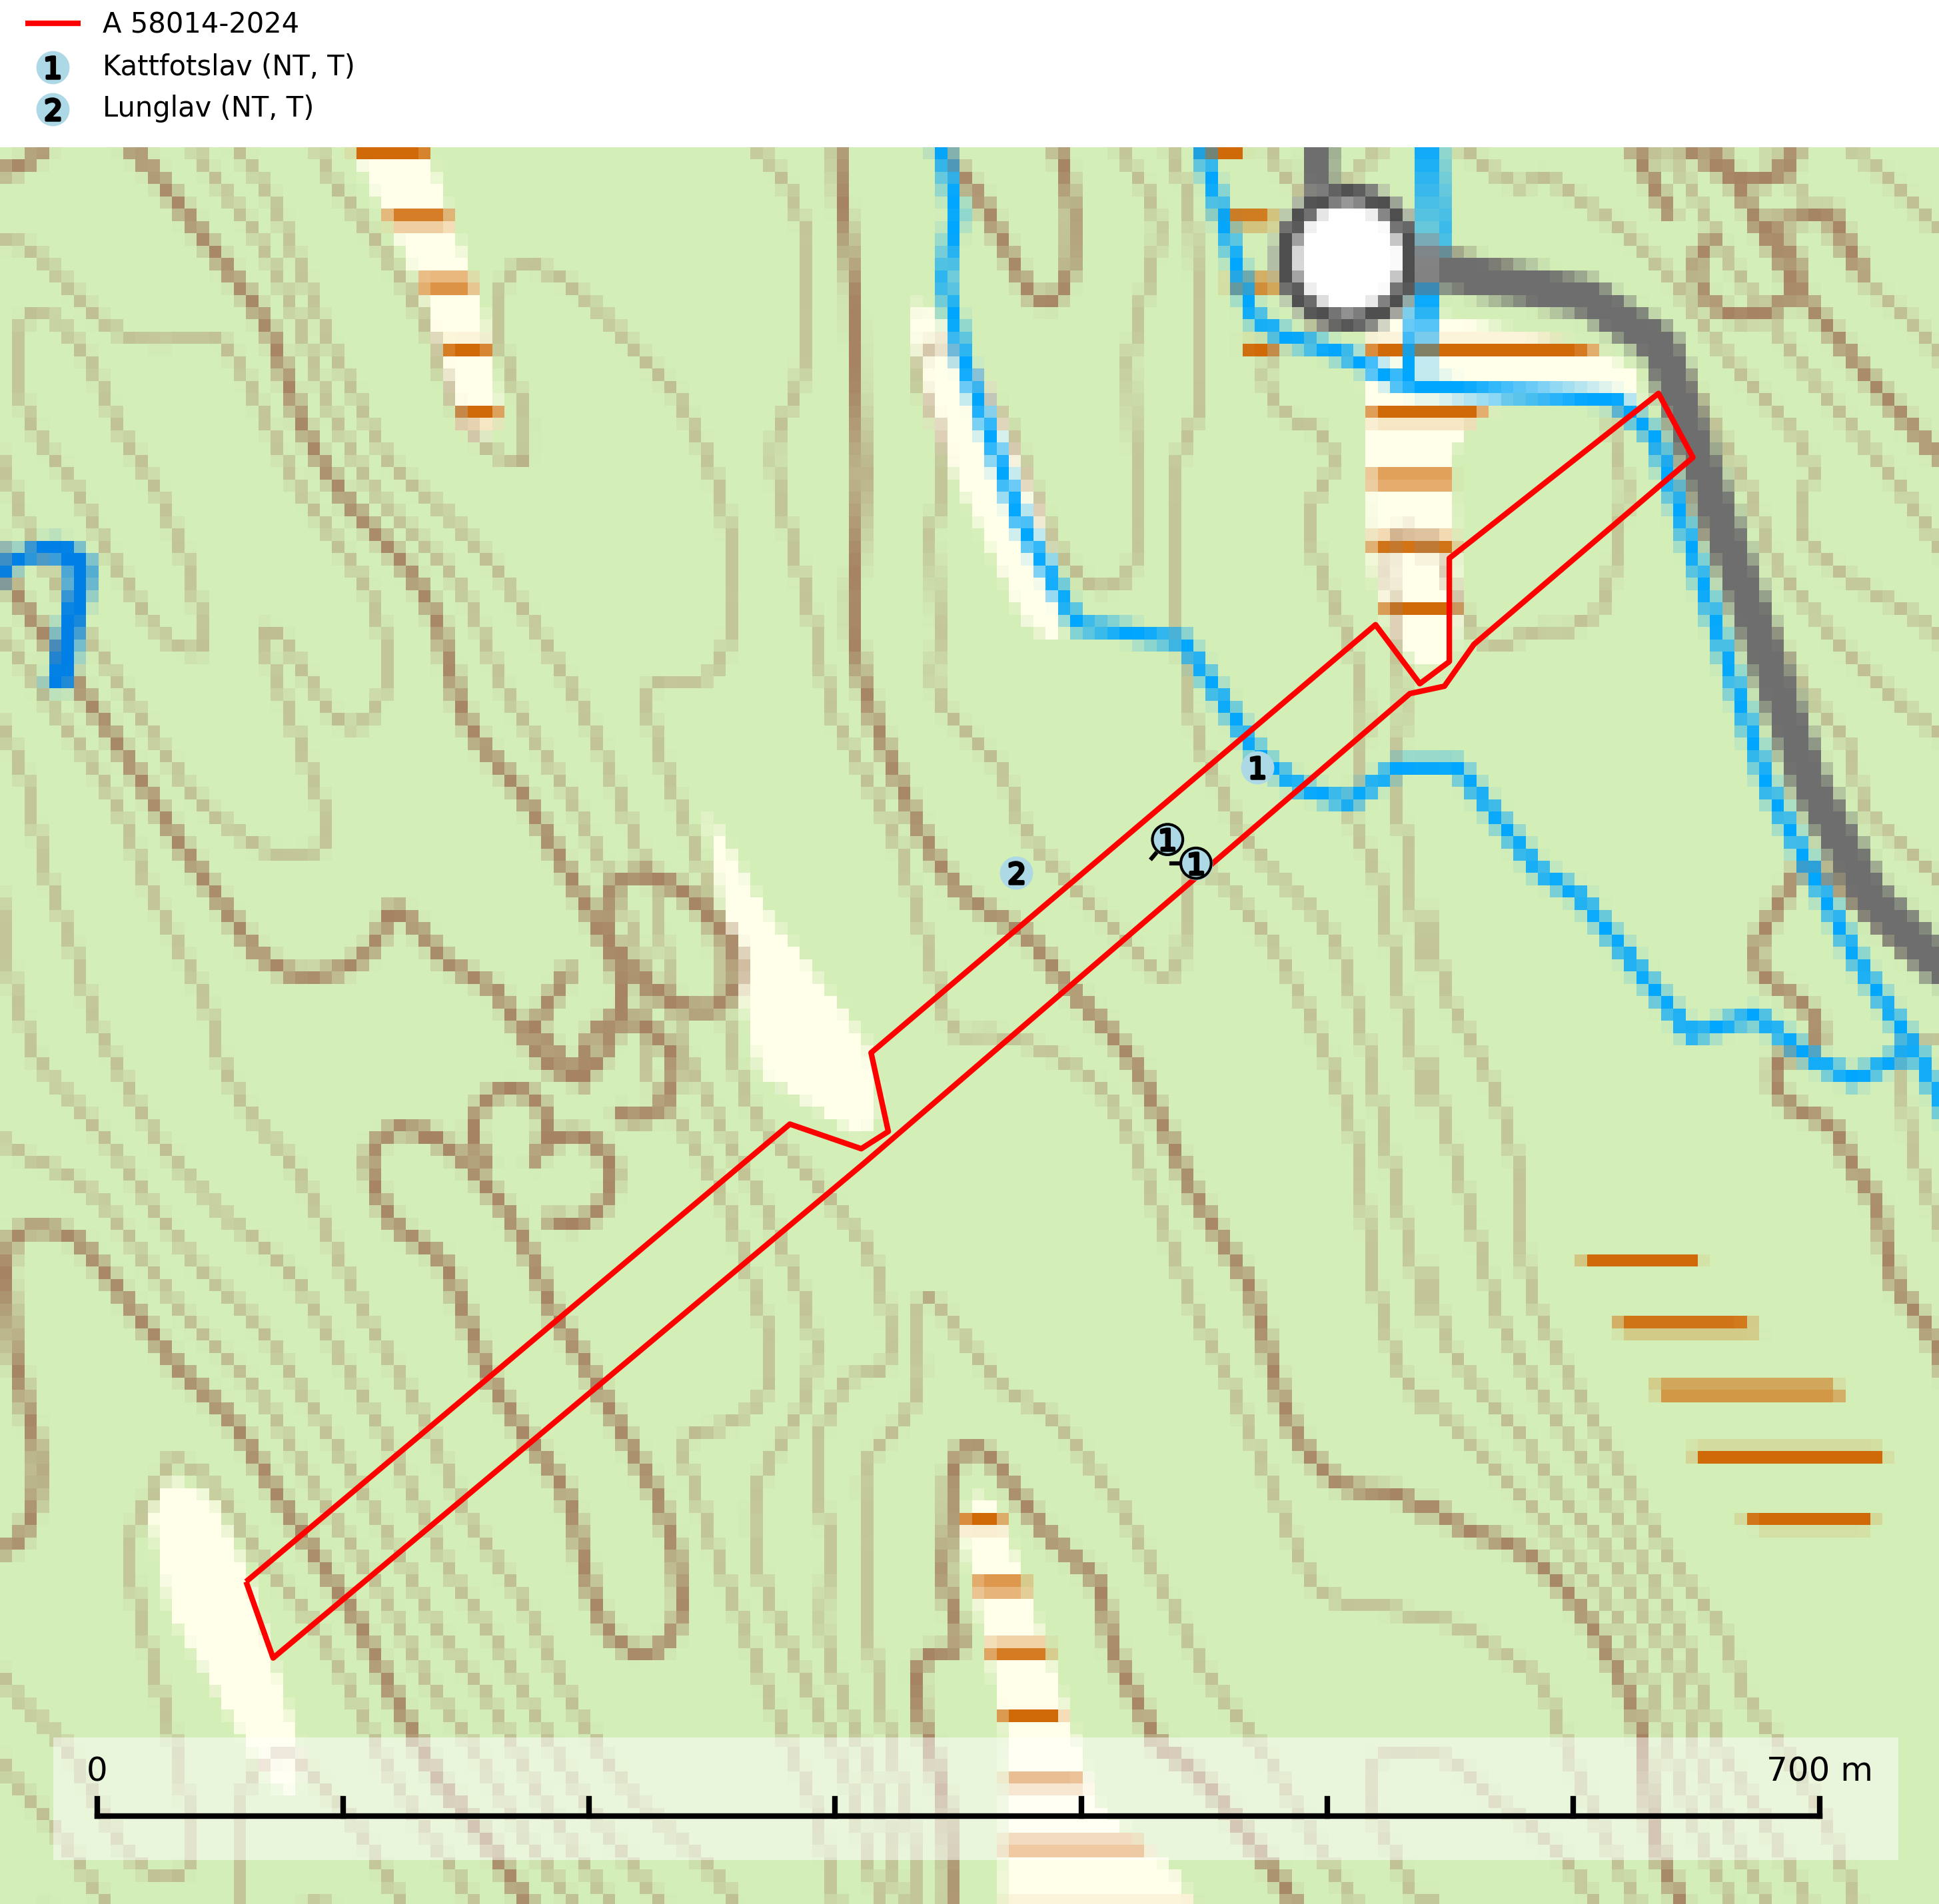 A 58014-2024
1 Kattfotslav (NT, T)
2 Lunglav (NT, T)
1
1
2
1
0 700 m